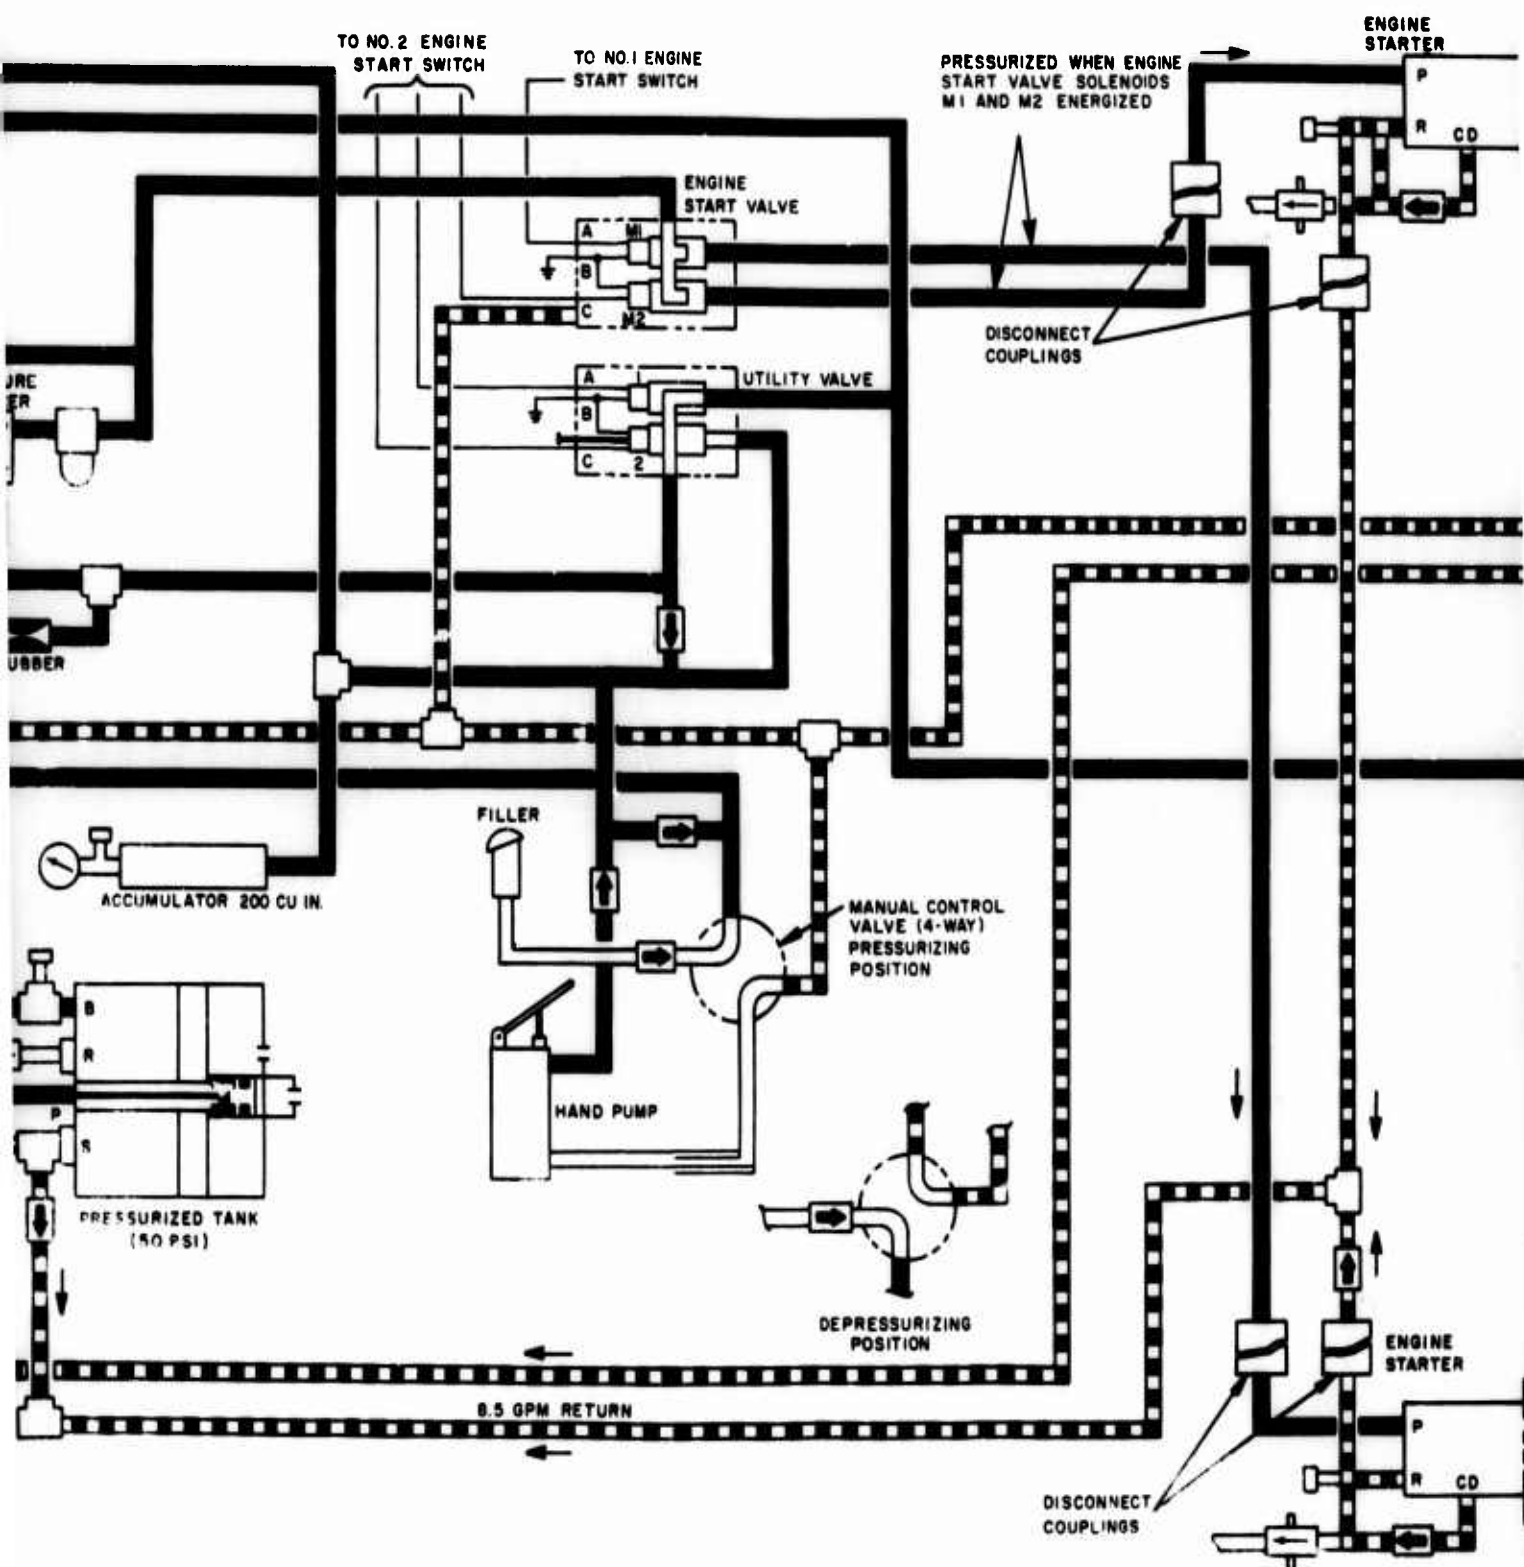 TO NO. 2 ENGINE
START SWITCH
TO NO. 1 ENGINE
START SWITCH
PRESSURIZED WHEN ENGINE
START VALVE SOLENOIDS
M1 AND M2 ENERGIZED
ENGINE
STARTER
P
R
CD
ENGINE
START VALVE
A
M1
B
C
M2
DISCONNECT
COUPLINGS
URE
ER
A
1
UTILITY VALVE
B
C
2
UBBER
FILLER
ACCUMULATOR 200 CU IN.
MANUAL CONTROL
VALVE (4-WAY)
PRESSURIZING
POSITION
B
R
P
S
HAND PUMP
PRESSURIZED TANK
(50 PSI)
DEPRESSURIZING
POSITION
ENGINE
STARTER
8.5 GPM RETURN
P
R
CD
DISCONNECT
COUPLINGS